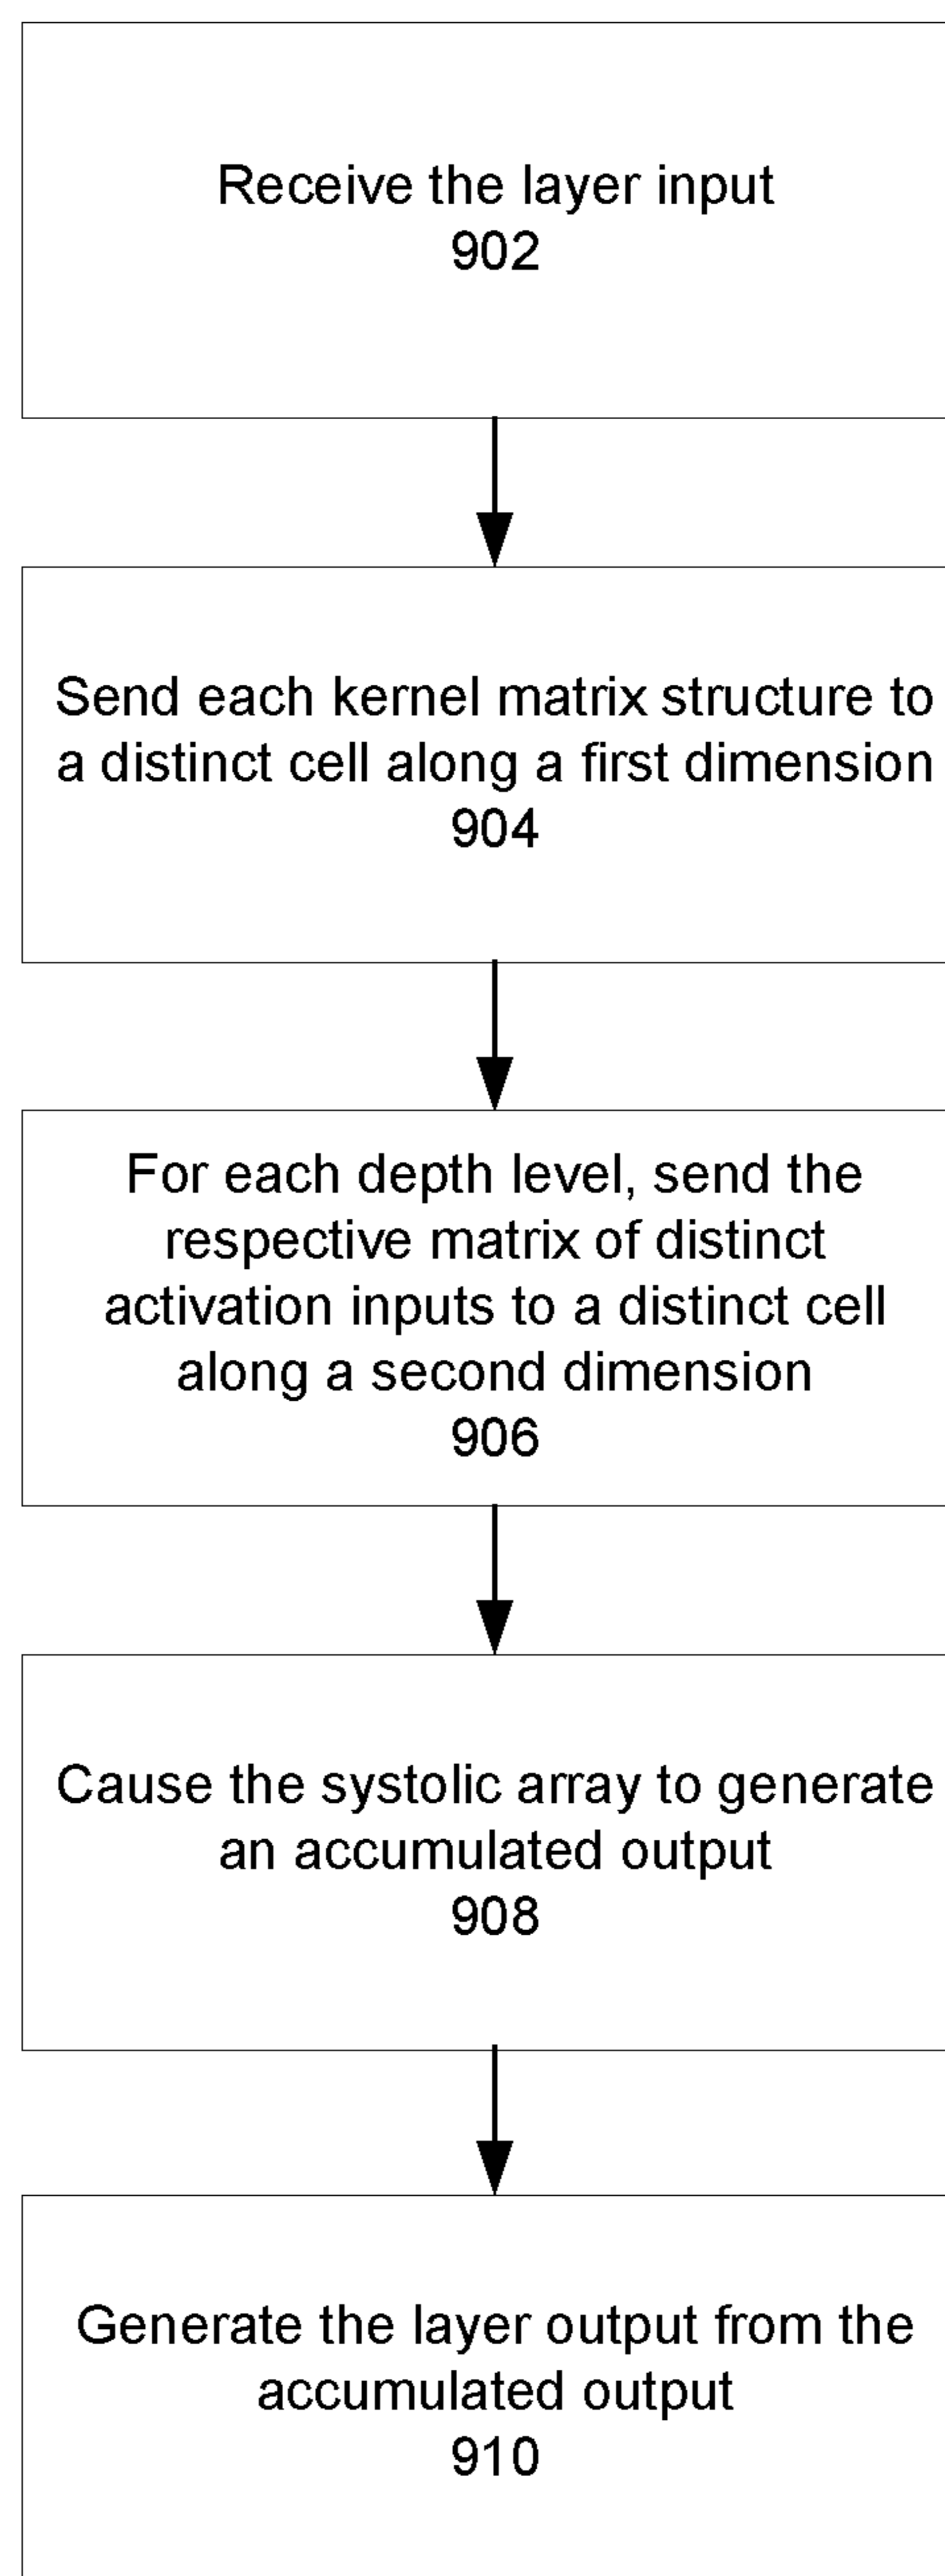 Receive the layer input
902
Send each kernel matrix structure to
a distinct cell along a first dimension
904
For each depth level, send the
respective matrix of distinct
activation inputs to a distinct cell
along a second dimension
906
Cause the systolic array to generate
an accumulated output
908
Generate the layer output from the
accumulated output
910